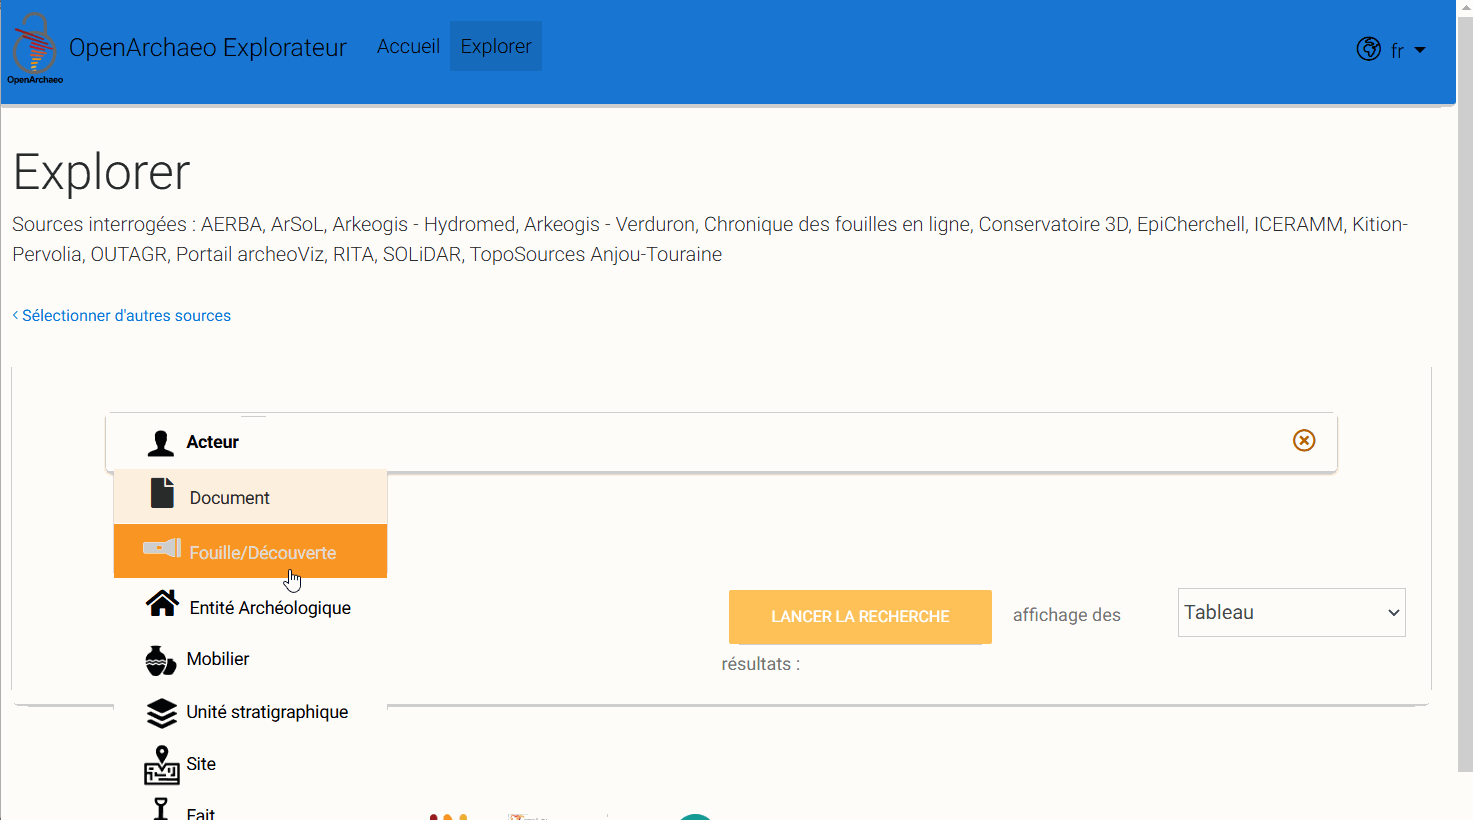 OpenArchaeo
OpenArchaeo Explorateur
Accueil
Explorer
fr
Explorer
Sources interrogées : AERBA, ArSoL, Arkeogis - Hydromed, Arkeogis - Verduron, Chronique des fouilles en ligne, Conservatoire 3D, EpiCherchell, ICERAMM, Kition-
Pervolia, OUTAGR, Portail archeoViz, RITA, SOLiDAR, TopoSources Anjou-Touraine
< Sélectionner d'autres sources
Acteur
Document
Fouille/Découverte
Entité Archéologique
LANCER LA RECHERCHE
affichage des
Tableau
résultats :
Mobilier
Unité stratigraphique
Site
Fait